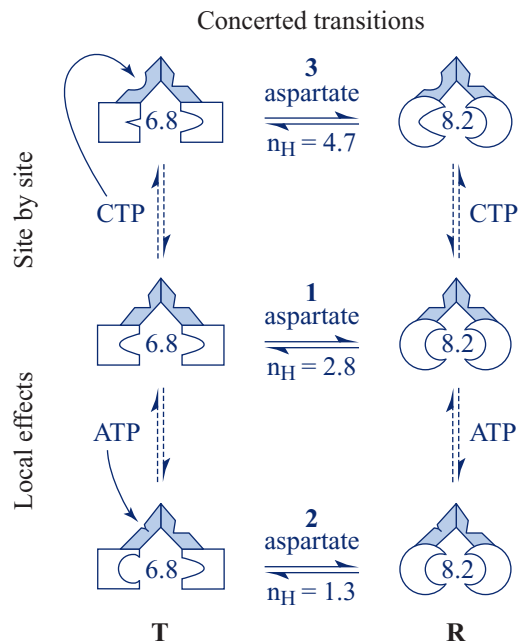 Concerted transitions
3
aspartate
6.8
8.2
n_H = 4.7
Site by site
CTP
CTP
1
aspartate
6.8
8.2
n_H = 2.8
Local effects
ATP
ATP
2
aspartate
6.8
8.2
n_H = 1.3
T
R